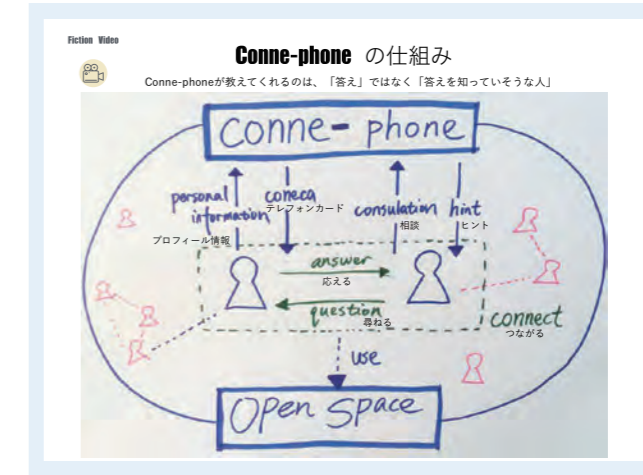 Fiction Video
Conne-phone の仕組み
Conne-phoneが教えてくれるのは、「答え」ではなく「答えを知っていそうな人」
conne- phone
personal information
プロフィール情報
coneca
テレフォンカード
consulation
相談
hint
ヒント
answer
応える
question
尋ねる
connect
つながる
use
Open Space